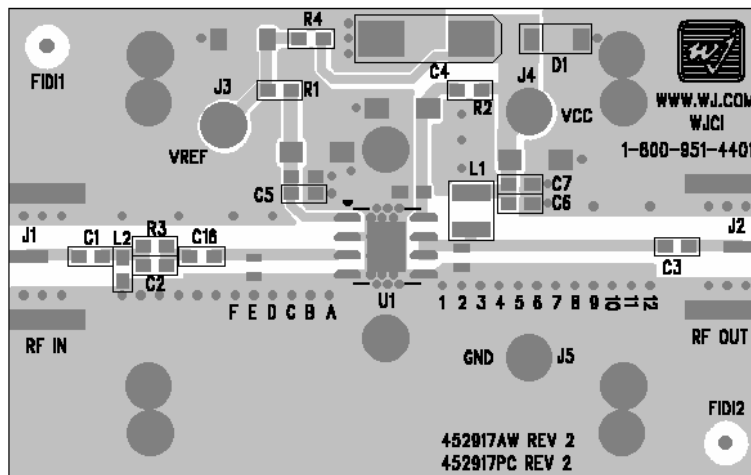 R4
FIDI1
J3
C4
J4
D1
R1
R2
WWW.WJ.COM
WJCI
VREF
VCC
1-800-951-4401
L1
C5
C7
C6
J1
C1
L2
R3
C16
J2
C2
C3
U1
F E D C B A
1 2 3 4 5 6 7 8 9 10 11 12
RF IN
GND
J5
RF OUT
FIDI2
452917AW REV 2
452917PC REV 2